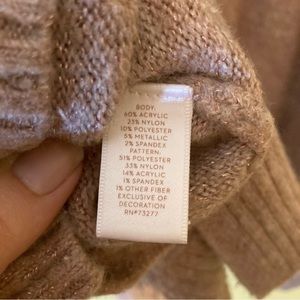 BODY:
60% ACRYLIC
23% NYLON
10% POLYESTER
5% METALLIC
2% SPANDEX
PATTERN:
51% POLYESTER
33% NYLON
14% ACRYLIC
1% SPANDEX
1% OTHER FIBER
EXCLUSIVE OF
DECORATION
RN#73277